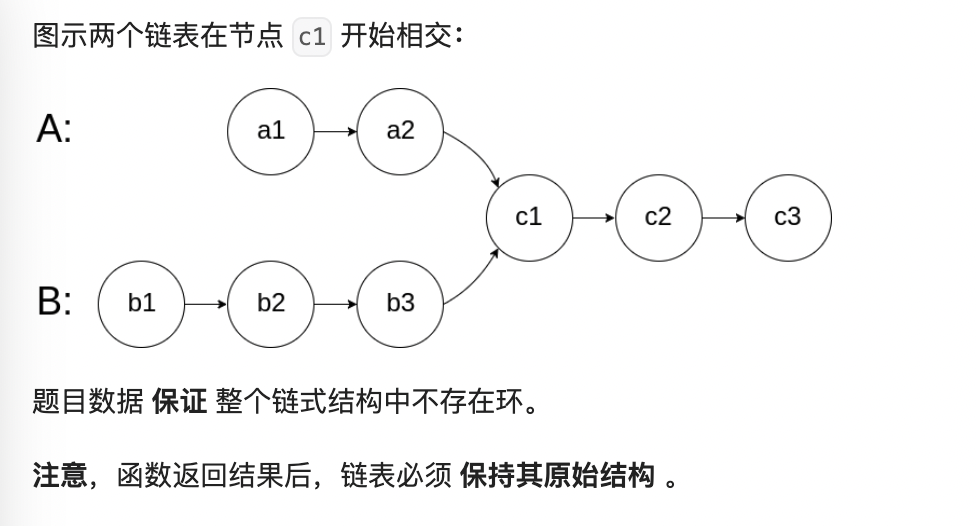 图示两个链表在节点 c1 开始相交：
A:
a1
a2
c1
c2
c3
B:
b1
b2
b3
题目数据 保证 整个链式结构中不存在环。
注意，函数返回结果后，链表必须 保持其原始结构 。